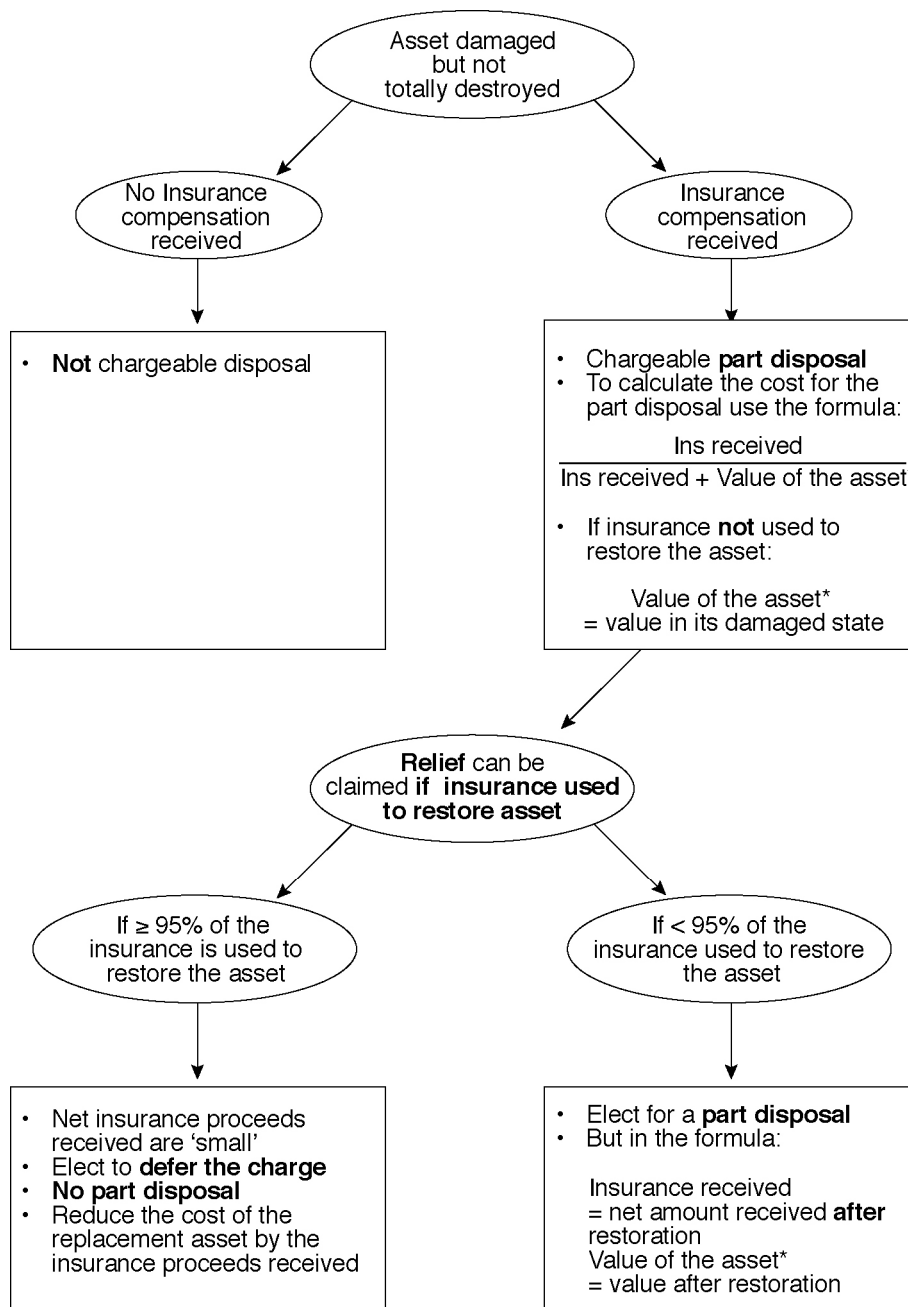 Asset damaged
but not
totally destroyed
No Insurance
compensation
received
Insurance
compensation
received
• Not chargeable disposal
• Chargeable part disposal
• To calculate the cost for the
part disposal use the formula:
Ins received
Ins received + Value of the asset
• If insurance not used to
restore the asset:
Value of the asset*
= value in its damaged state
Relief can be
claimed if insurance used
to restore asset
If ≥ 95% of the
insurance is used to
restore the asset
If < 95% of the
insurance used to restore
the asset
• Net insurance proceeds
received are ‘small’
• Elect to defer the charge
• No part disposal
• Reduce the cost of the
replacement asset by the
insurance proceeds received
• Elect for a part disposal
• But in the formula:
Insurance received
= net amount received after
restoration
Value of the asset*
= value after restoration